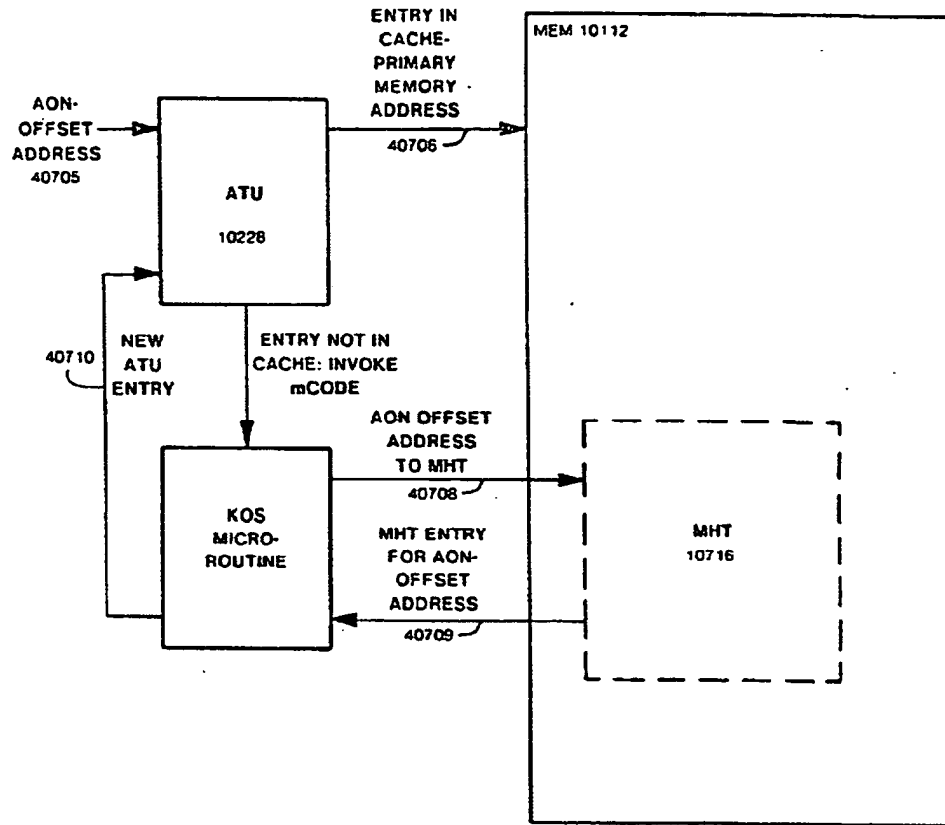 ENTRY IN
CACHE-
PRIMARY
MEMORY
ADDRESS
40706
MEM 10112
AON-
OFFSET
ADDRESS
40705
ATU
10228
40710
NEW
ATU
ENTRY
ENTRY NOT IN
CACHE: INVOKE
mCODE
AON OFFSET
ADDRESS
TO MHT
40708
KOS
MICRO-
ROUTINE
MHT ENTRY
FOR AON-
OFFSET
ADDRESS
40709
MHT
10716